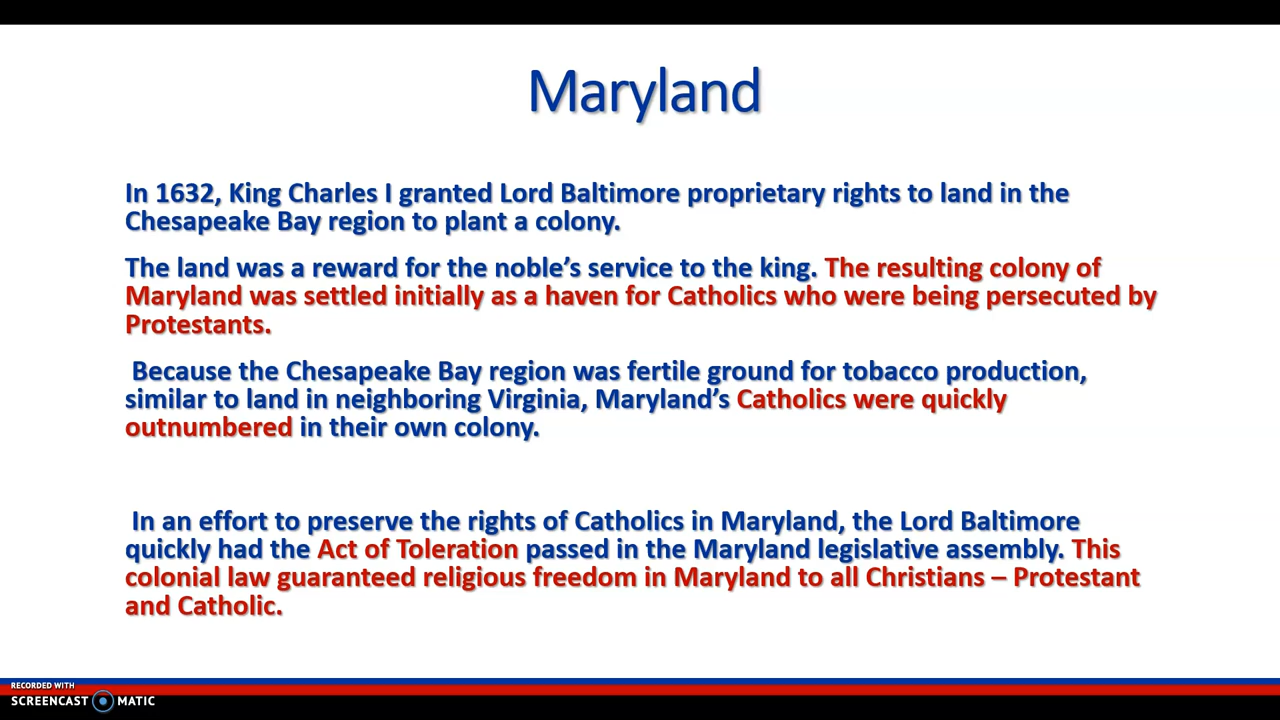 Maryland
In 1632, King Charles I granted Lord Baltimore proprietary rights to land in the
Chesapeake Bay region to plant a colony.
The land was a reward for the noble’s service to the king. The resulting colony of
Maryland was settled initially as a haven for Catholics who were being persecuted by
Protestants.
Because the Chesapeake Bay region was fertile ground for tobacco production,
similar to land in neighboring Virginia, Maryland’s Catholics were quickly
outnumbered in their own colony.
In an effort to preserve the rights of Catholics in Maryland, the Lord Baltimore
quickly had the Act of Toleration passed in the Maryland legislative assembly. This
colonial law guaranteed religious freedom in Maryland to all Christians – Protestant
and Catholic.
RECORDED WITH
SCREENCAST MATIC